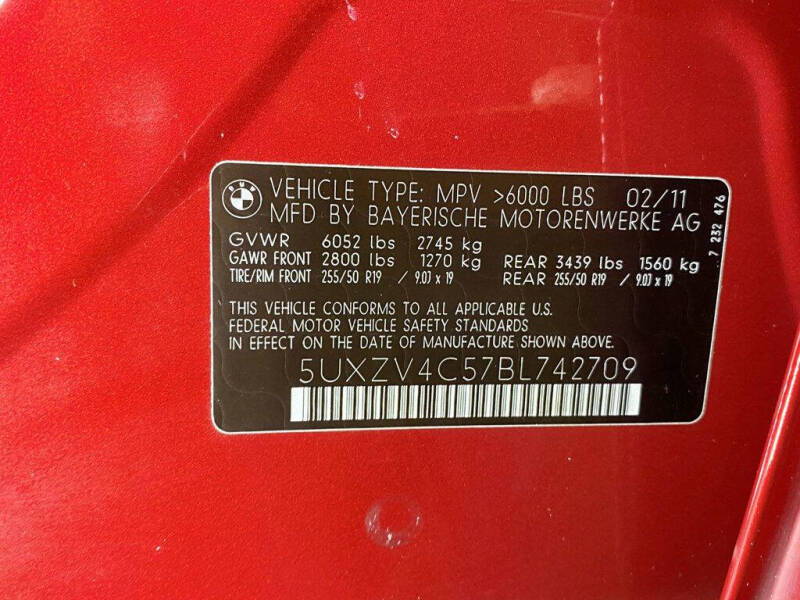 BMW VEHICLE TYPE: MPV >6000 LBS 02/11
MFD BY BAYERISCHE MOTORENWERKE AG
GVWR 6052 lbs 2745 kg
GAWR FRONT 2800 lbs 1270 kg REAR 3439 lbs 1560 kg
TIRE/RIM FRONT 255/50 R19 / 9.0J x 19 REAR 255/50 R19 / 9.0J x 19
THIS VEHICLE CONFORMS TO ALL APPLICABLE U.S.
FEDERAL MOTOR VEHICLE SAFETY STANDARDS
IN EFFECT ON THE DATE OF MANUFACTURE SHOWN ABOVE.
5UXZV4C57BL742709
7 232 476